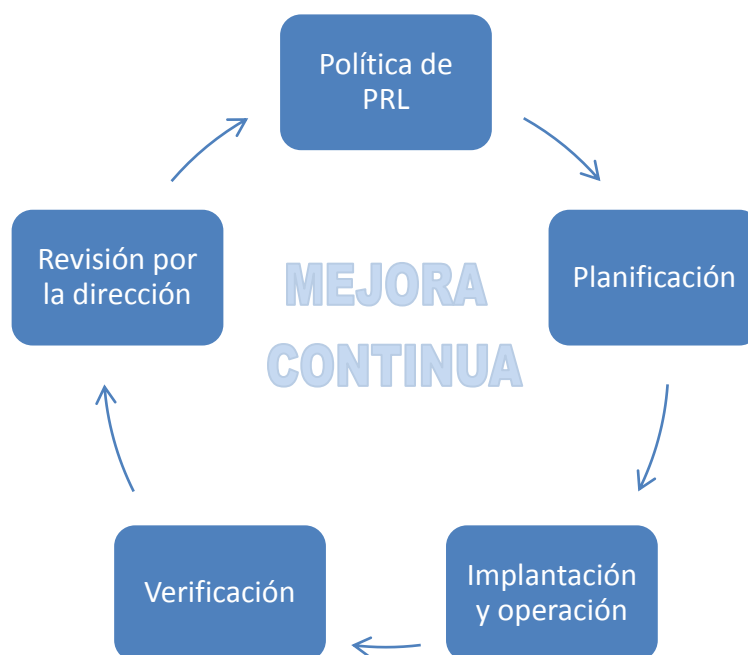 Política de
PRL
Planificación
Implantación
y operación
Verificación
Revisión por
la dirección
MEJORA
CONTINUA